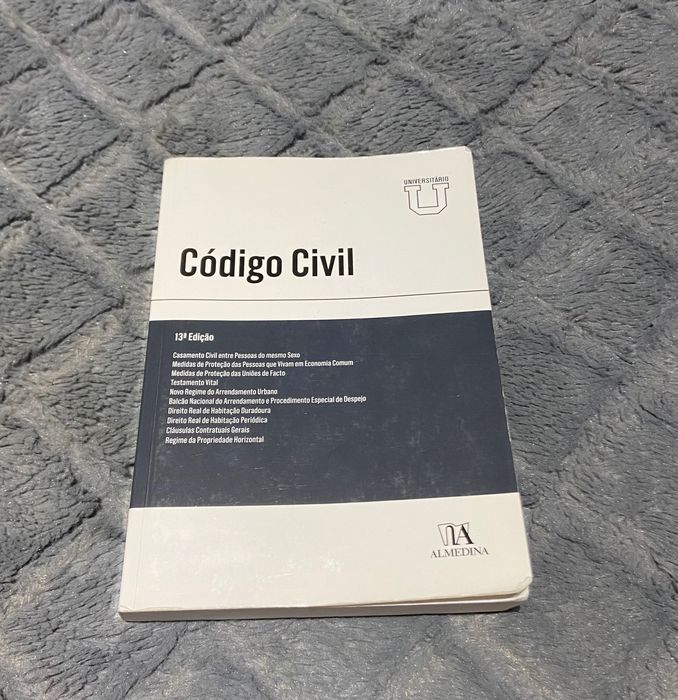 UNIVERSITÁRIO
U
Código Civil
13ª Edição
Casamento Civil entre Pessoas do mesmo Sexo
Medidas de Proteção das Pessoas que Vivam em Economia Comum
Medidas de Proteção das Uniões de Facto
Testamento Vital
Novo Regime do Arrendamento Urbano
Balcão Nacional do Arrendamento e Procedimento Especial de Despejo
Direito Real de Habitação Duradoura
Direito Real de Habitação Periódica
Cláusulas Contratuais Gerais
Regime da Propriedade Horizontal
A
ALMEDINA